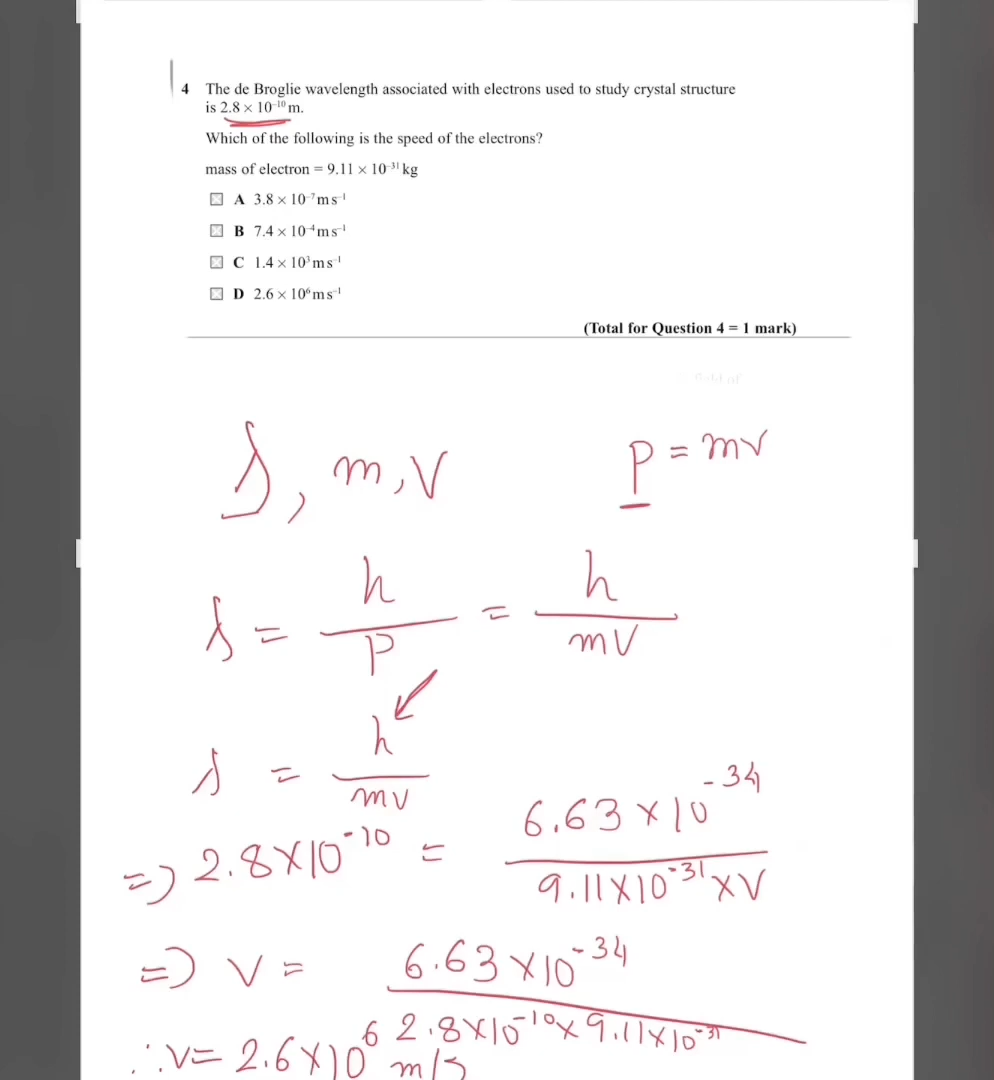 4 The de Broglie wavelength associated with electrons used to study crystal structure
is 2.8 × 10⁻¹⁰ m.
Which of the following is the speed of the electrons?
mass of electron = 9.11 × 10⁻³¹ kg
A 3.8 × 10⁻⁷ m s⁻¹
B 7.4 × 10⁻⁴ m s⁻¹
C 1.4 × 10³ m s⁻¹
D 2.6 × 10⁶ m s⁻¹
(Total for Question 4 = 1 mark)
λ, m, v
p = mv
λ = h/p = h/mv
λ = h/mv
=> 2.8×10⁻¹⁰ = 6.63×10⁻³⁴ / 9.11×10⁻³¹×v
=> v = 6.63×10⁻³⁴ / 2.8×10⁻¹⁰×9.11×10⁻³¹
∴ v = 2.6×10⁶ m/s